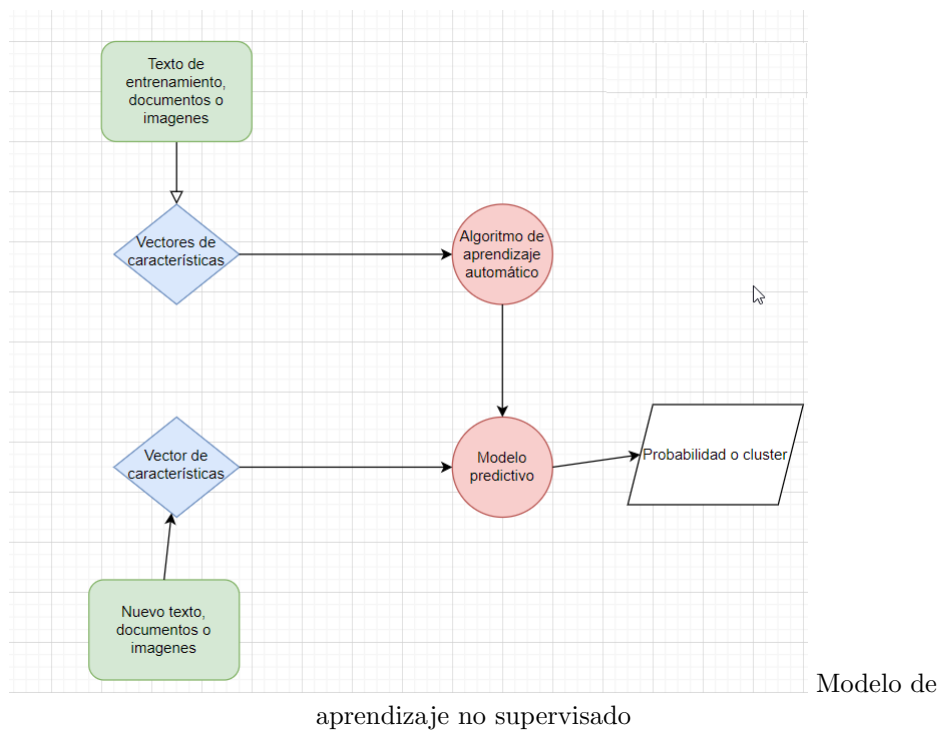 Texto de
entrenamiento,
documentos o
imagenes
Vectores de
características
Algoritmo de
aprendizaje
automático
Vector de
características
Modelo
predictivo
Probabilidad o cluster
Nuevo texto,
documentos o
imagenes
Modelo de
aprendizaje no supervisado